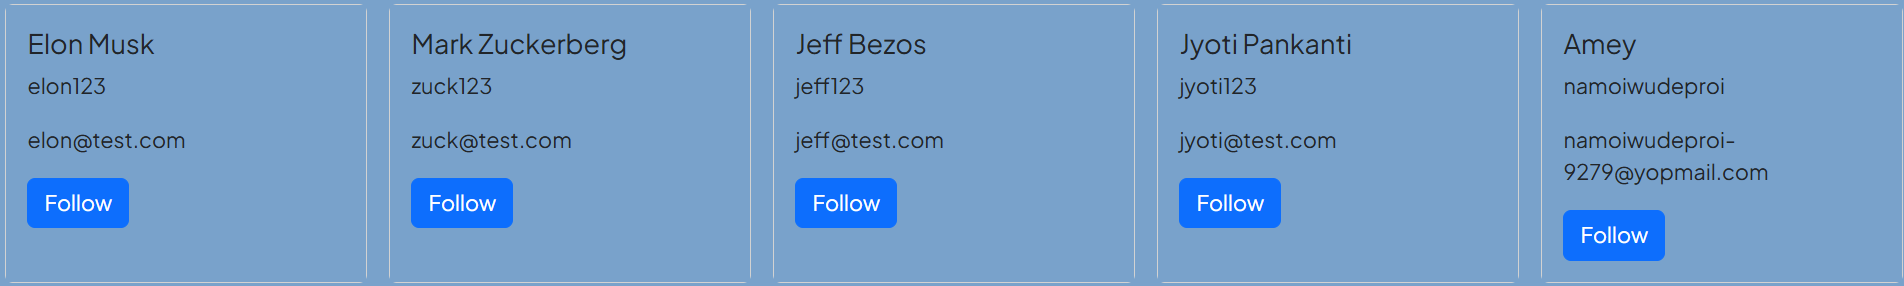 Elon Musk
elon123
elon@test.com
Follow
Mark Zuckerberg
zuck123
zuck@test.com
Follow
Jeff Bezos
jeff123
jeff@test.com
Follow
Jyoti Pankanti
jyoti123
jyoti@test.com
Follow
Amey
namoiwudeproi
namoiwudeproi-
9279@yopmail.com
Follow